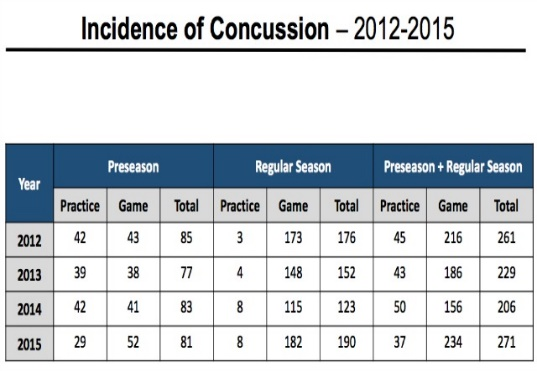 Incidence of Concussion – 2012-2015
Year Preseason Regular Season Preseason + Regular Season
Practice Game Total Practice Game Total Practice Game Total
2012 42 43 85 3 173 176 45 216 261
2013 39 38 77 4 148 152 43 186 229
2014 42 41 83 8 115 123 50 156 206
2015 29 52 81 8 182 190 37 234 271